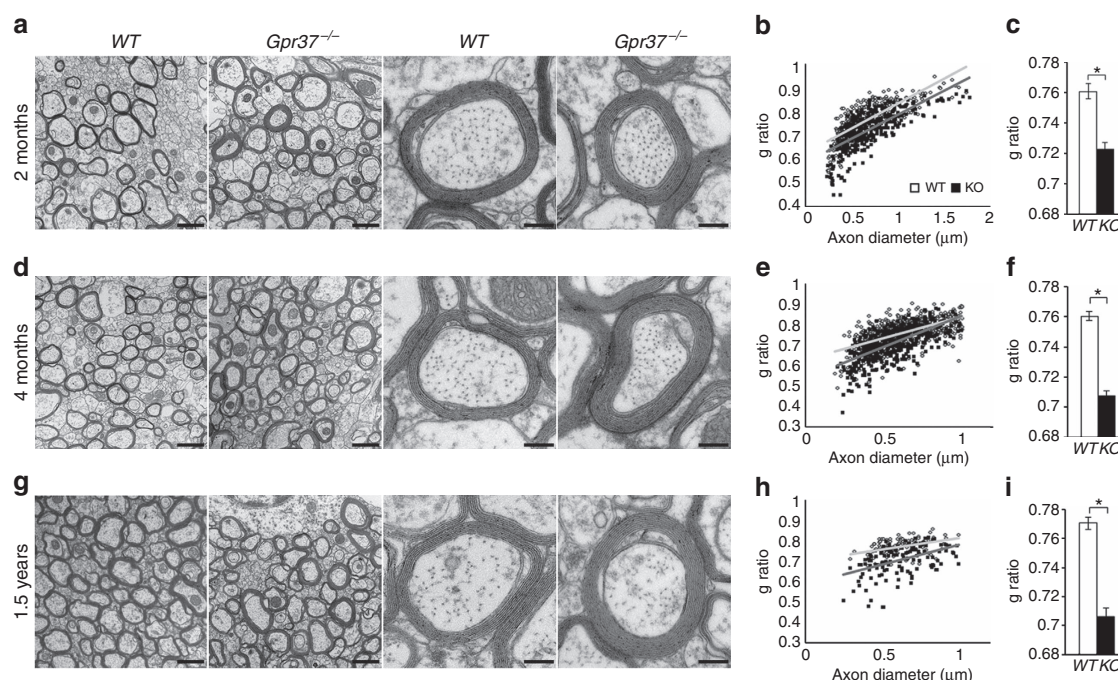 a
WT
Gpr37−/−
WT
Gpr37−/−
2 months
b
1
0.9
0.8
0.7
0.6
0.5
0.4
g ratio
WT KO
0 0.5 1 1.5 2
Axon diameter (μm)
c
0.78
0.76
0.74
0.72
0.7
0.68
g ratio
*
WT KO
d
4 months
e
1
0.9
0.8
0.7
0.6
0.5
0.4
0.3
g ratio
0 0.5 1
Axon diameter (μm)
f
0.78
0.76
0.74
0.72
0.7
0.68
g ratio
*
WT KO
g
1.5 years
h
1
0.9
0.8
0.7
0.6
0.5
0.4
0.3
g ratio
0 0.5 1
Axon diameter (μm)
i
0.78
0.76
0.74
0.72
0.7
0.68
g ratio
*
WT KO